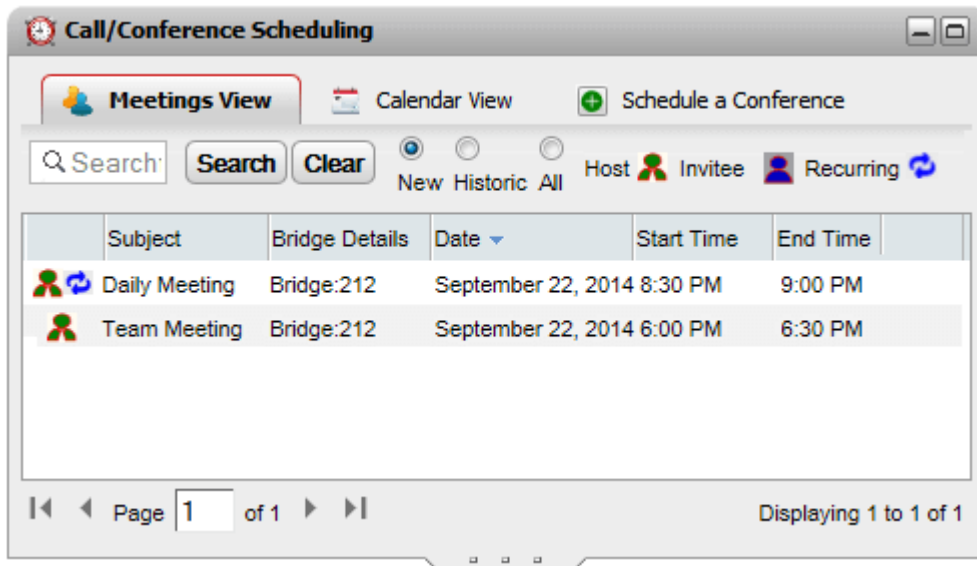 Call/Conference Scheduling
Meetings View Calendar View Schedule a Conference
Search Search Clear New Historic All Host Invitee Recurring
Subject Bridge Details Date Start Time End Time
Daily Meeting Bridge:212 September 22, 2014 8:30 PM 9:00 PM
Team Meeting Bridge:212 September 22, 2014 6:00 PM 6:30 PM
Page 1 of 1 Displaying 1 to 1 of 1